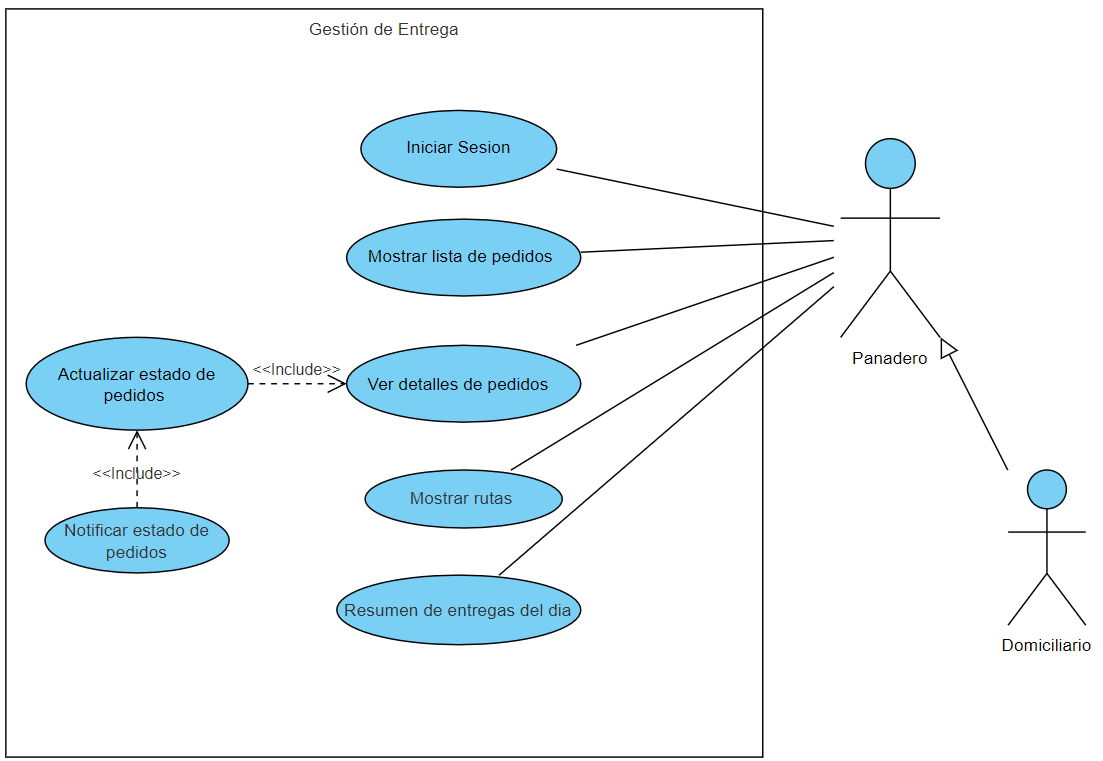 Gestión de Entrega
Iniciar Sesion
Mostrar lista de pedidos
Panadero
Actualizar estado de
pedidos
<<Include>>
Ver detalles de pedidos
<<Include>>
Mostrar rutas
Notificar estado de
pedidos
Resumen de entregas del dia
Domiciliario